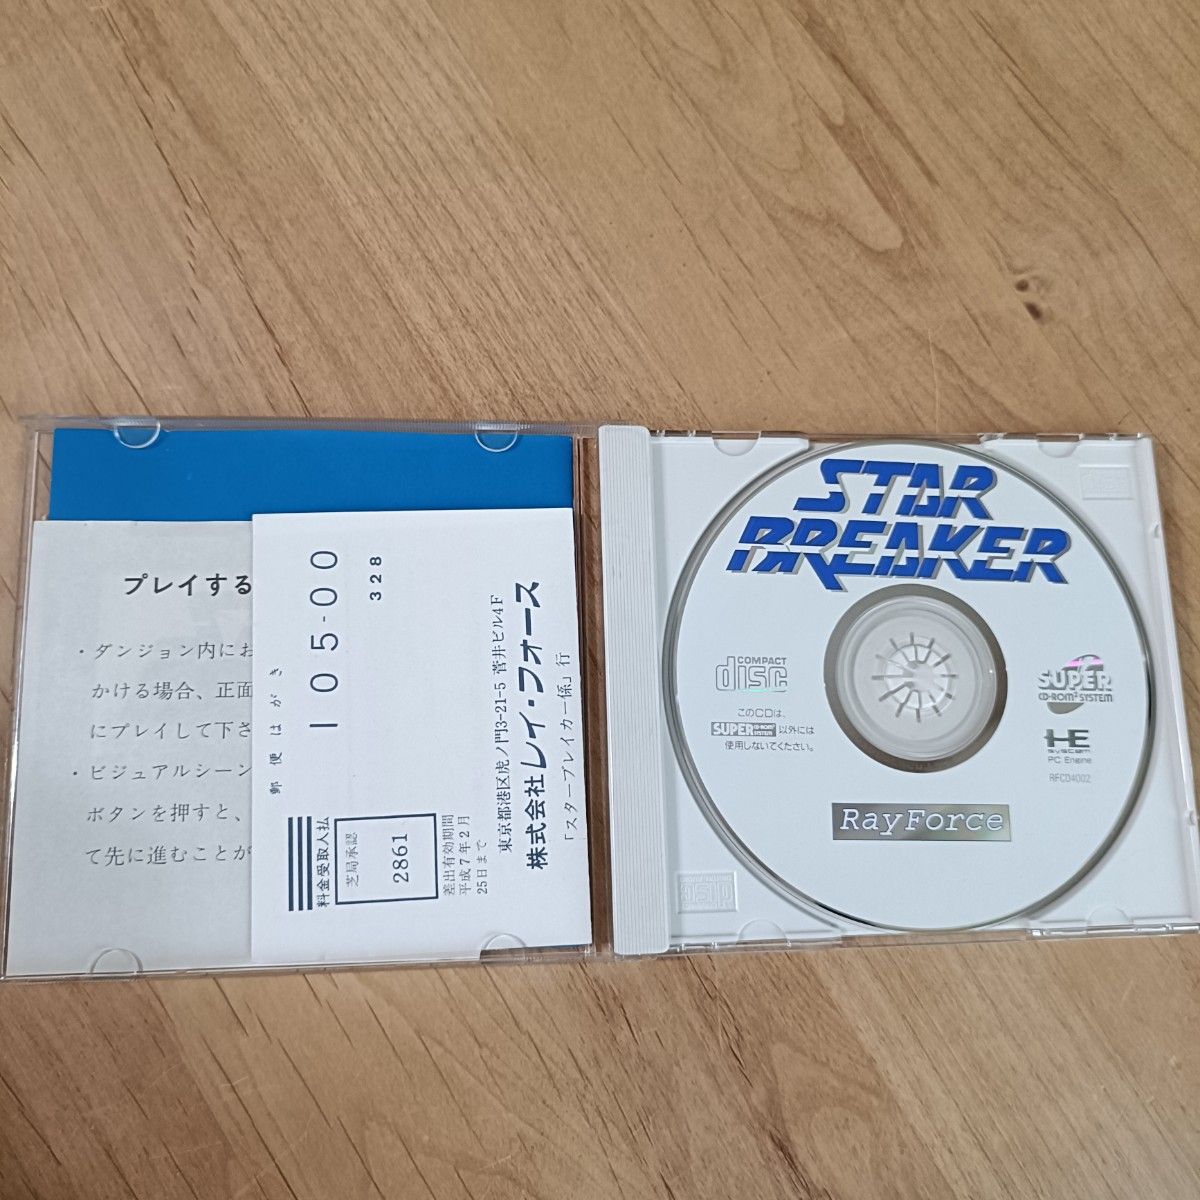 プレイする
・ダンジョン内にお
かける場合、正面
にプレイして下さ
・ビジュアルシーン
ボタンを押すと、
て先に進むことが
郵便はがき
105-00
328
東京都港区虎ノ門3-21-5 菅井ビル4F
株式会社レイ・フォース
「スターブレイカー係」行
料金受取人払
芝局承認
2861
差出有効期間
平成7年2月
25日まで
STAR
BREAKER
COMPACT
disc
このCDは、
SUPER CD-ROM² SYSTEM 以外には
使用しないでください。
SUPER
CD-ROM² SYSTEM
HE
SYSTEM
PC Engine
RFCD4002
RayForce